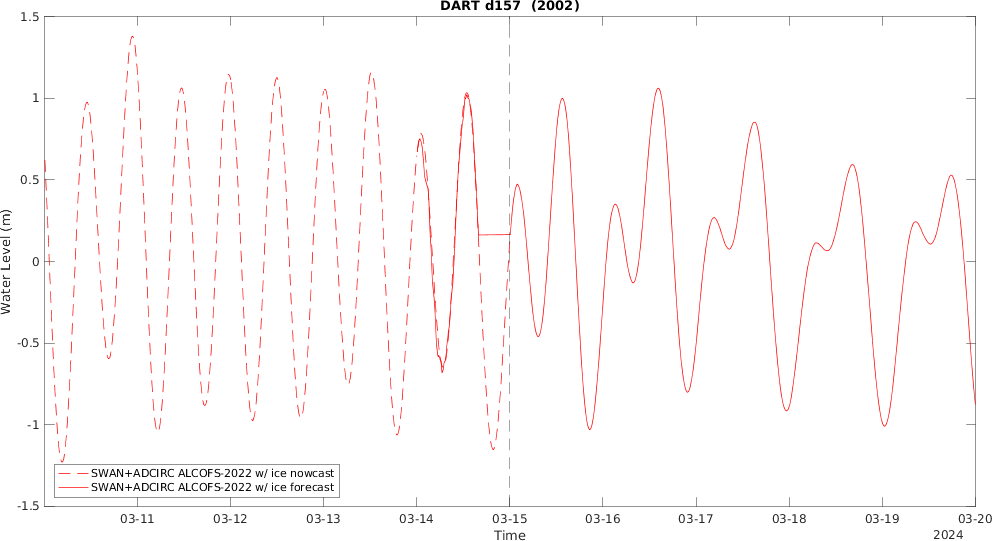 DART d157 (2002)
Water Level (m)
1.5
1
0.5
0
-0.5
-1
-1.5
SWAN+ADCIRC ALCOFS-2022 w/ ice nowcast
SWAN+ADCIRC ALCOFS-2022 w/ ice forecast
03-11 03-12 03-13 03-14 03-15 03-16 03-17 03-18 03-19 03-20
Time
2024